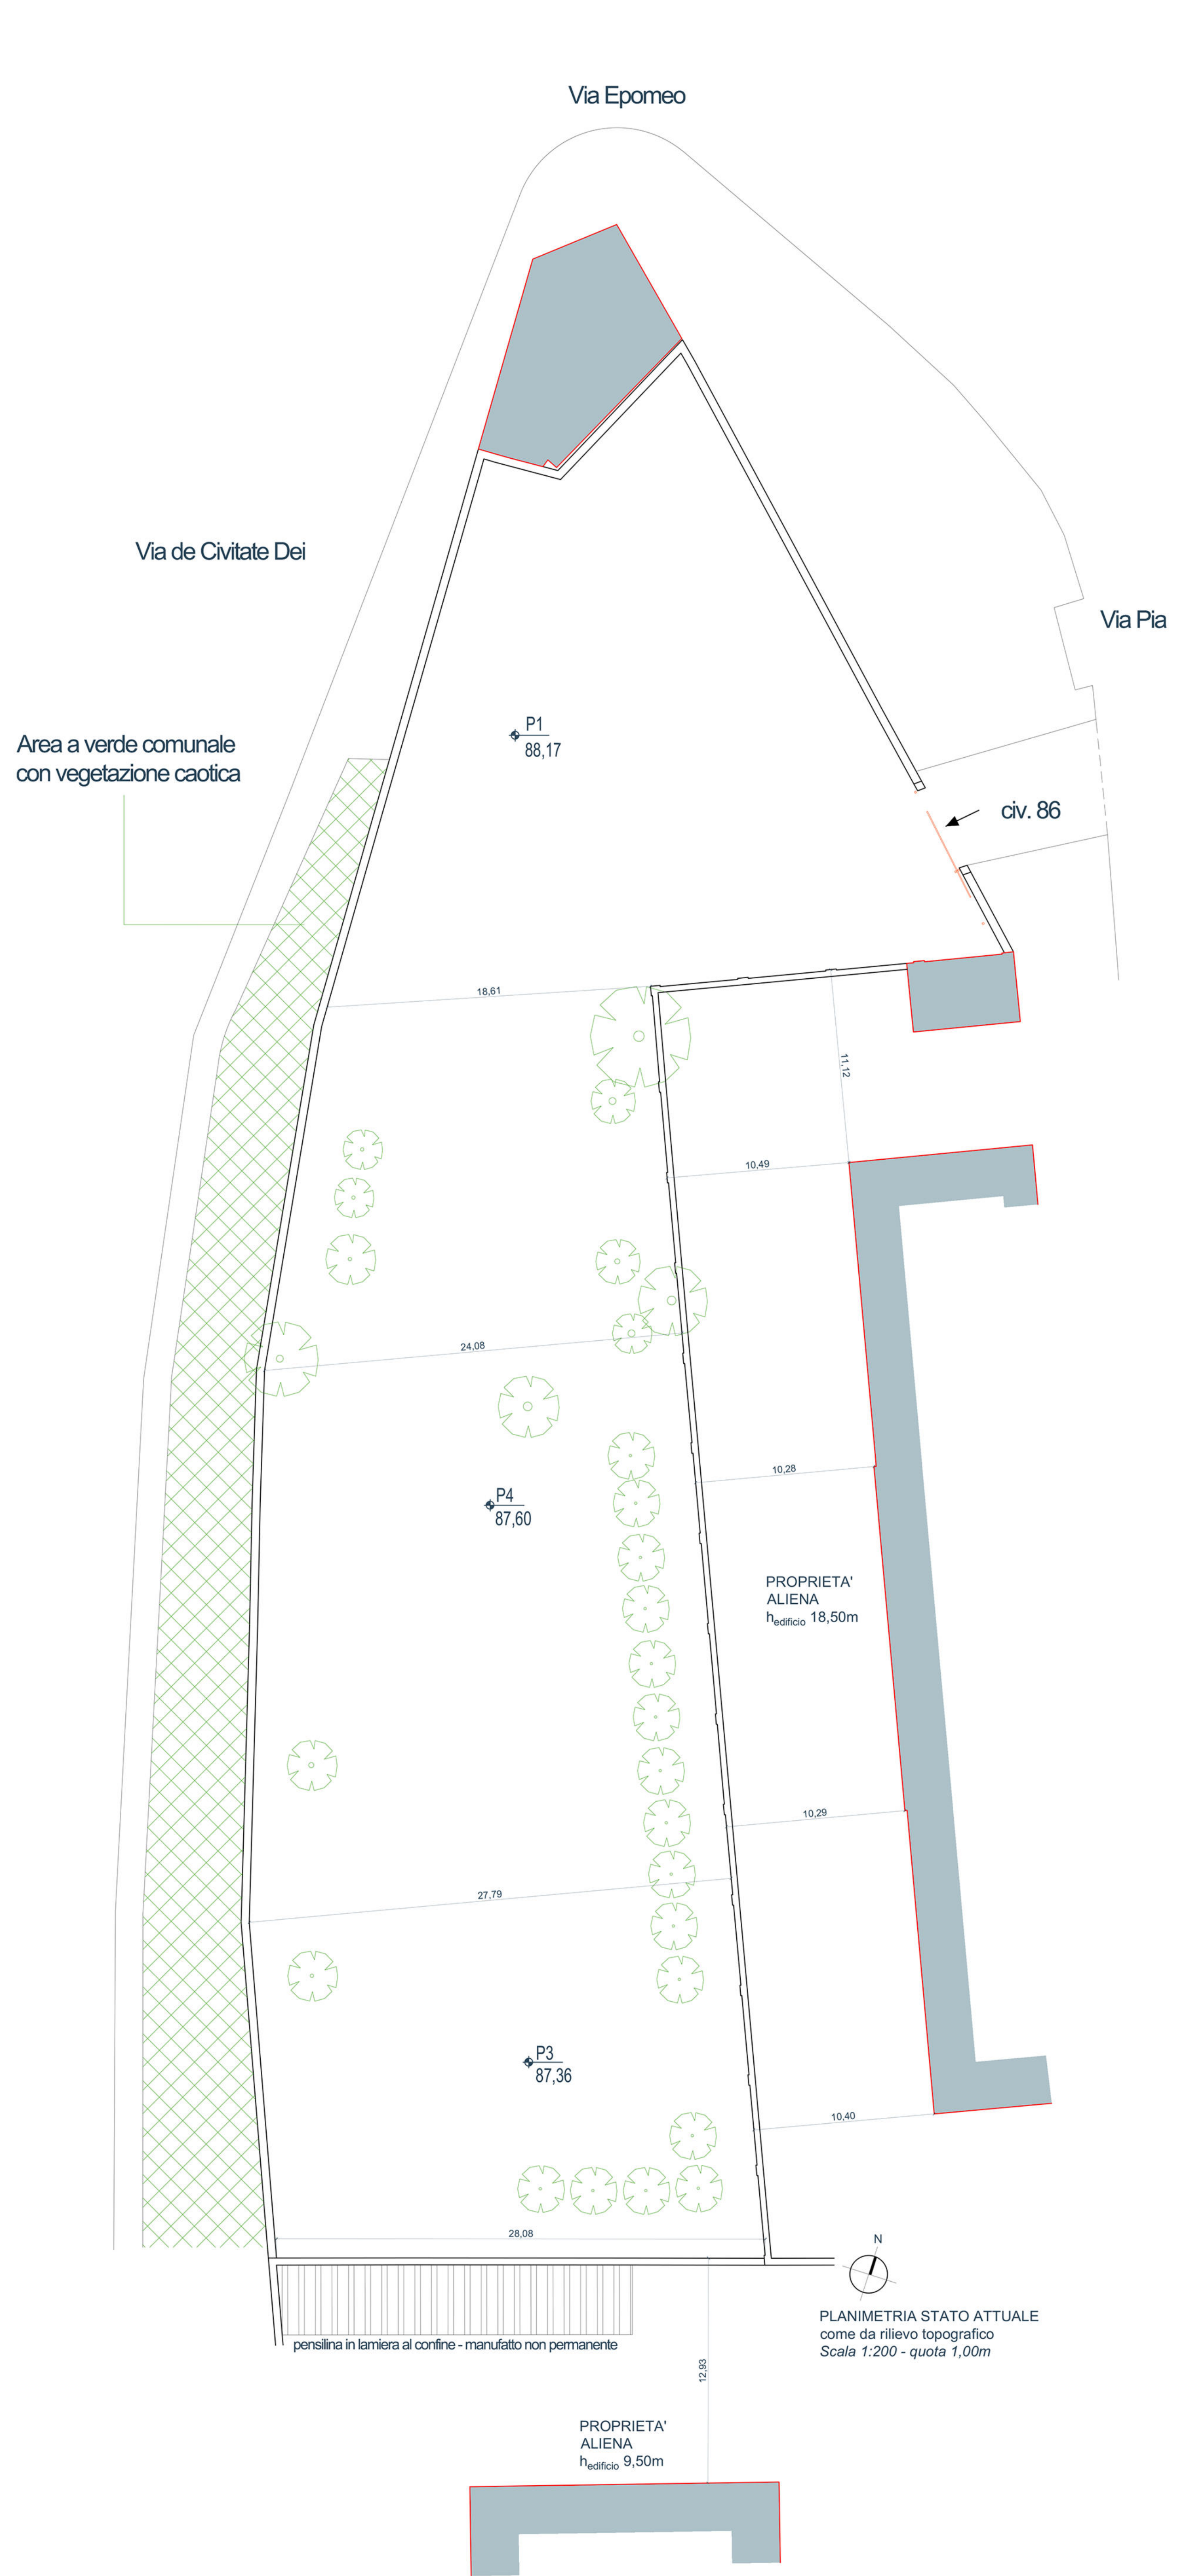 Via Epomeo
Via de Civitate Dei
Via Pia
P1
88,17
Area a verde comunale
con vegetazione caotica
civ. 86
18,61
11,12
10,49
24,08
10,28
P4
87,60
PROPRIETA'
ALIENA
hedificio 18,50m
10,29
27,79
P3
87,36
10,40
28,08
N
PLANIMETRIA STATO ATTUALE
come da rilievo topografico
Scala 1:200 - quota 1,00m
pensilina in lamiera al confine - manufatto non permanente
12,93
PROPRIETA'
ALIENA
hedificio 9,50m